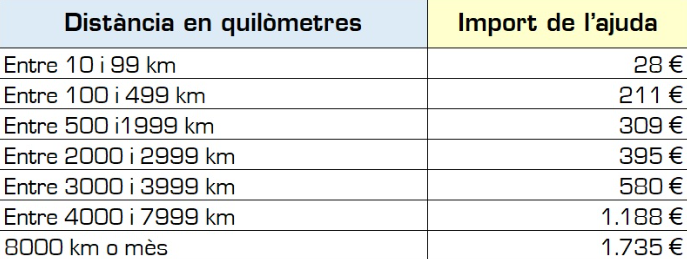 Distància en quilòmetres Import de l'ajuda
Entre 10 i 99 km 28 €
Entre 100 i 499 km 211 €
Entre 500 i1999 km 309 €
Entre 2000 i 2999 km 395 €
Entre 3000 i 3999 km 580 €
Entre 4000 i 7999 km 1.188 €
8000 km o mès 1.735 €